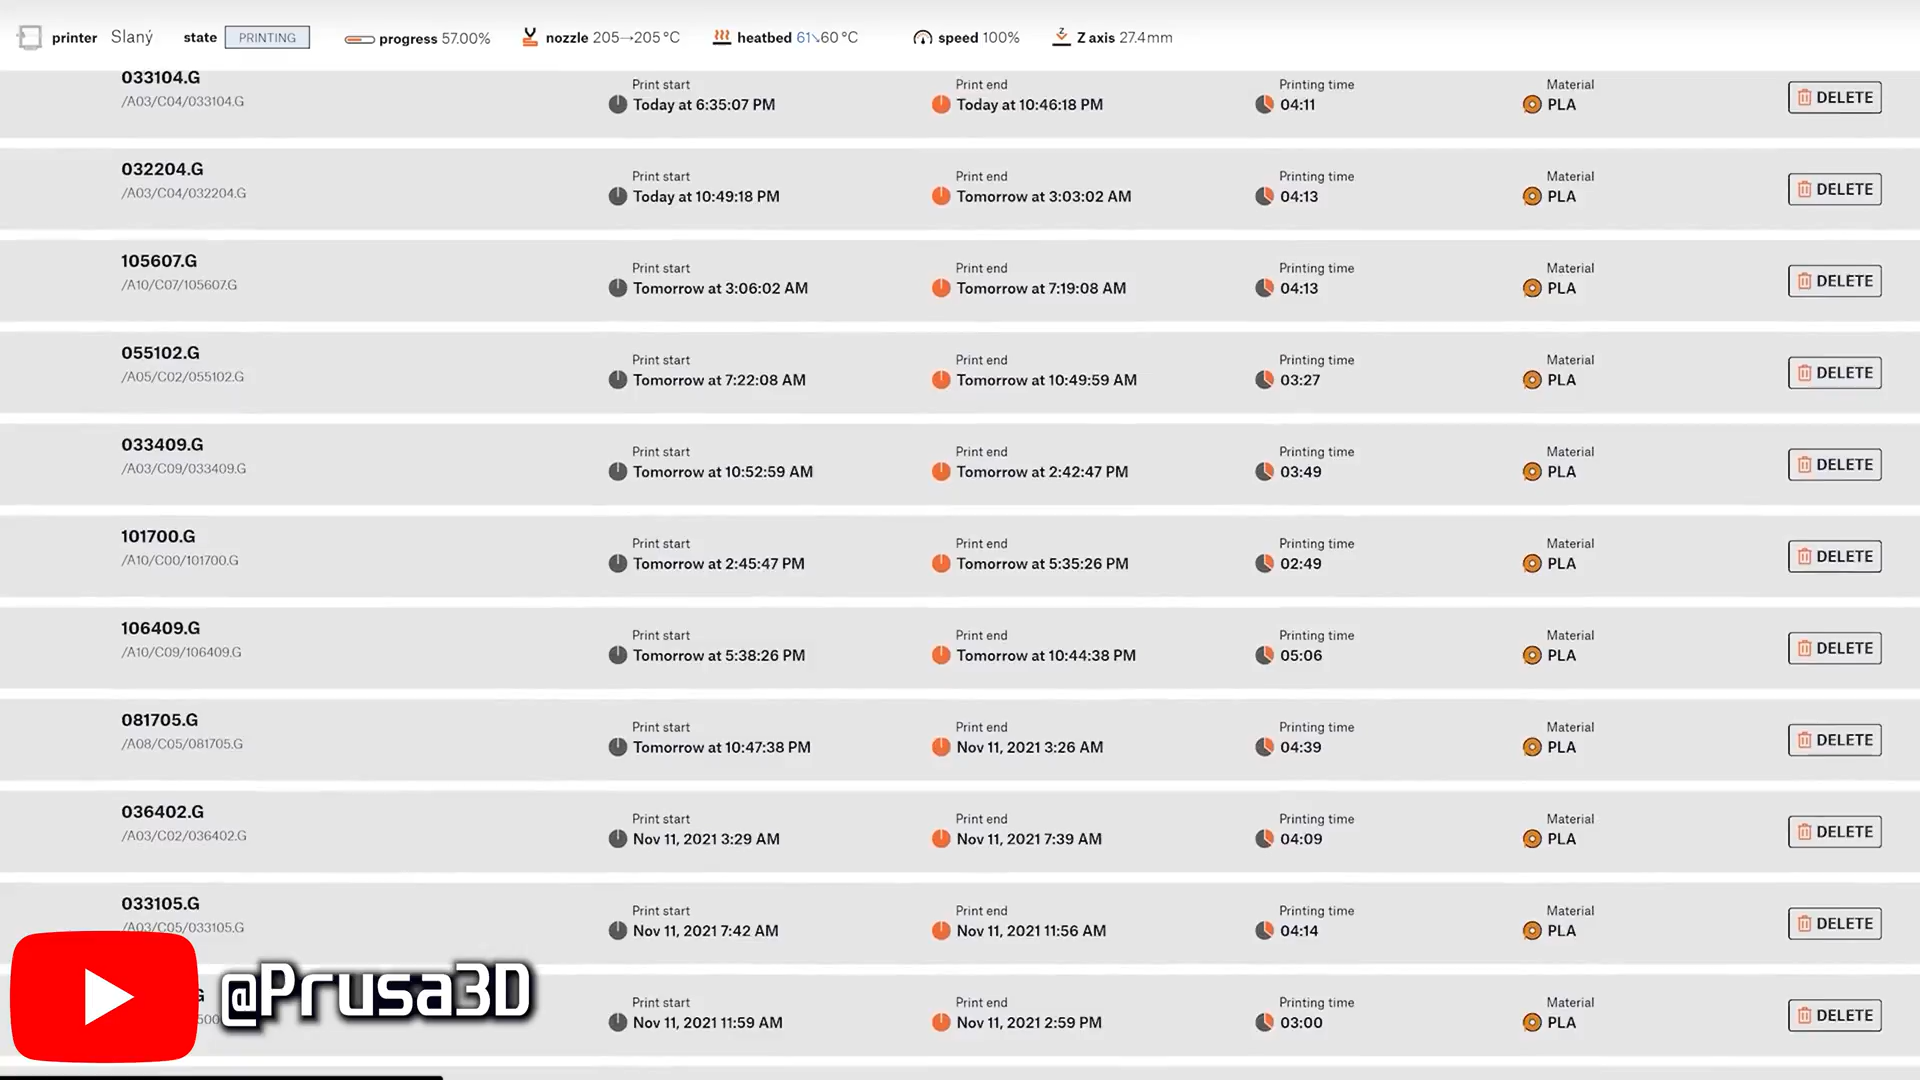 printer Slaný state PRINTING progress 57.00% nozzle 205→205 °C heatbed 61↘60 °C speed 100% Z axis 27.4mm
033104.G
/A03/C04/033104.G
Print start
Today at 6:35:07 PM
Print end
Today at 10:46:18 PM
Printing time
04:11
Material
PLA
DELETE
032204.G
/A03/C04/032204.G
Print start
Today at 10:49:18 PM
Print end
Tomorrow at 3:03:02 AM
Printing time
04:13
Material
PLA
DELETE
105607.G
/A10/C07/105607.G
Print start
Tomorrow at 3:06:02 AM
Print end
Tomorrow at 7:19:08 AM
Printing time
04:13
Material
PLA
DELETE
055102.G
/A05/C02/055102.G
Print start
Tomorrow at 7:22:08 AM
Print end
Tomorrow at 10:49:59 AM
Printing time
03:27
Material
PLA
DELETE
033409.G
/A03/C09/033409.G
Print start
Tomorrow at 10:52:59 AM
Print end
Tomorrow at 2:42:47 PM
Printing time
03:49
Material
PLA
DELETE
101700.G
/A10/C00/101700.G
Print start
Tomorrow at 2:45:47 PM
Print end
Tomorrow at 5:35:26 PM
Printing time
02:49
Material
PLA
DELETE
106409.G
/A10/C09/106409.G
Print start
Tomorrow at 5:38:26 PM
Print end
Tomorrow at 10:44:38 PM
Printing time
05:06
Material
PLA
DELETE
081705.G
/A08/C05/081705.G
Print start
Tomorrow at 10:47:38 PM
Print end
Nov 11, 2021 3:26 AM
Printing time
04:39
Material
PLA
DELETE
036402.G
/A03/C02/036402.G
Print start
Nov 11, 2021 3:29 AM
Print end
Nov 11, 2021 7:39 AM
Printing time
04:09
Material
PLA
DELETE
033105.G
/A03/C05/033105.G
Print start
Nov 11, 2021 7:42 AM
Print end
Nov 11, 2021 11:56 AM
Printing time
04:14
Material
PLA
DELETE
Print start
Nov 11, 2021 11:59 AM
Print end
Nov 11, 2021 2:59 PM
Printing time
03:00
Material
PLA
DELETE
@Prusa3D